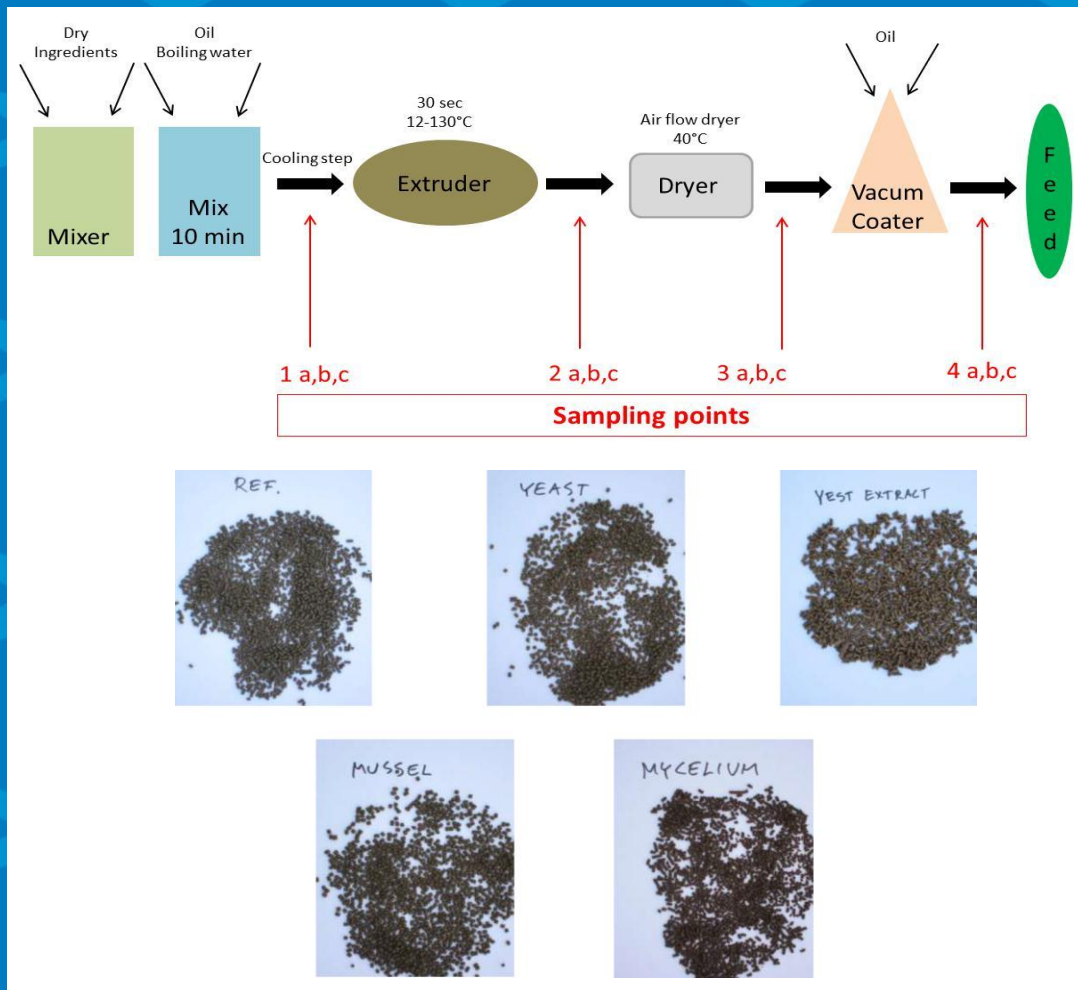 Dry
Ingredients
Oil
Boiling water
Oil
30 sec
12-130°C
Air flow dryer
40°C
Cooling step
Mixer
Mix
10 min
Extruder
Dryer
Vacum
Coater
F
e
e
d
1 a,b,c
2 a,b,c
3 a,b,c
4 a,b,c
Sampling points
REF.
YEAST
YEST EXTRACT
MUSSEL
MYCELIUM